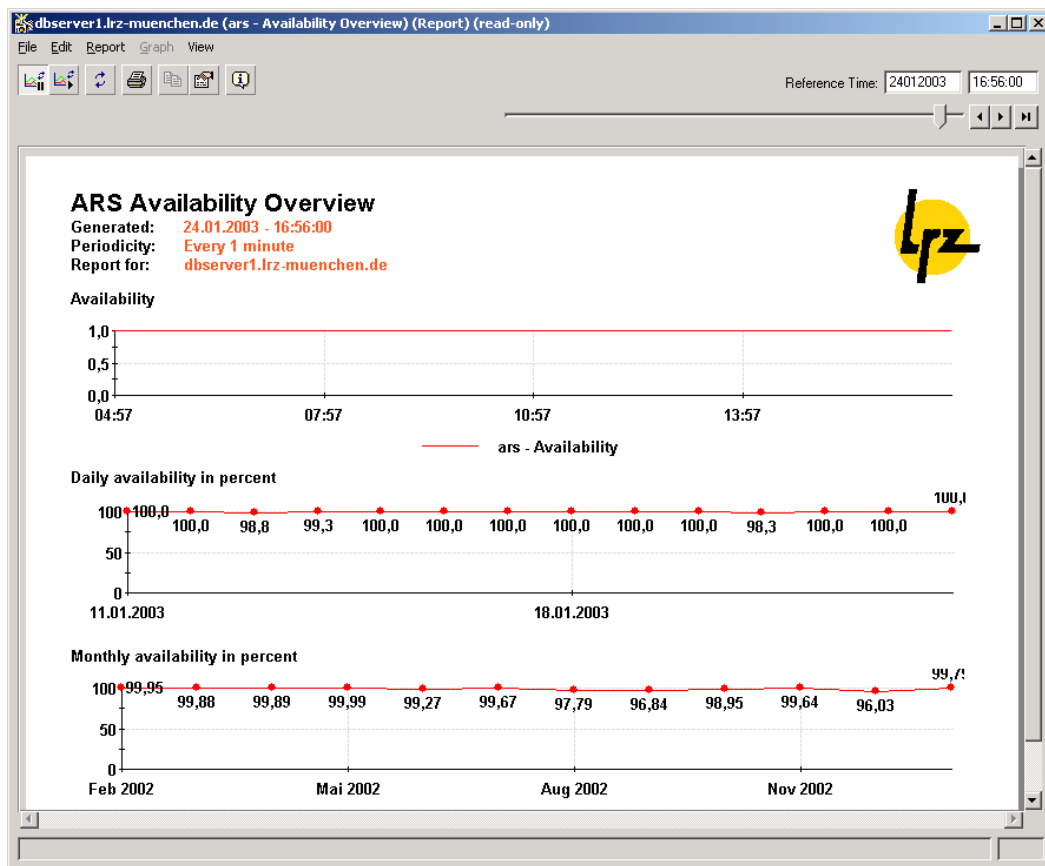 dbserver1.lrz-muenchen.de (ars - Availability Overview) (Report) (read-only)
File Edit Report Graph View
Reference Time: 24012003 16:56:00
ARS Availability Overview
Generated: 24.01.2003 - 16:56:00
Periodicity: Every 1 minute
Report for: dbserver1.lrz-muenchen.de
lrz
Availability
1,0
0,5
0,0
04:57 07:57 10:57 13:57
ars - Availability
Daily availability in percent
100 100,0 100,0 98,8 99,3 100,0 100,0 100,0 100,0 100,0 100,0 98,3 100,0 100,0
50
0
11.01.2003 18.01.2003
Monthly availability in percent
100 99,95 99,88 99,89 99,99 99,27 99,67 97,79 96,84 98,95 99,64 96,03
50
0
Feb 2002 Mai 2002 Aug 2002 Nov 2002